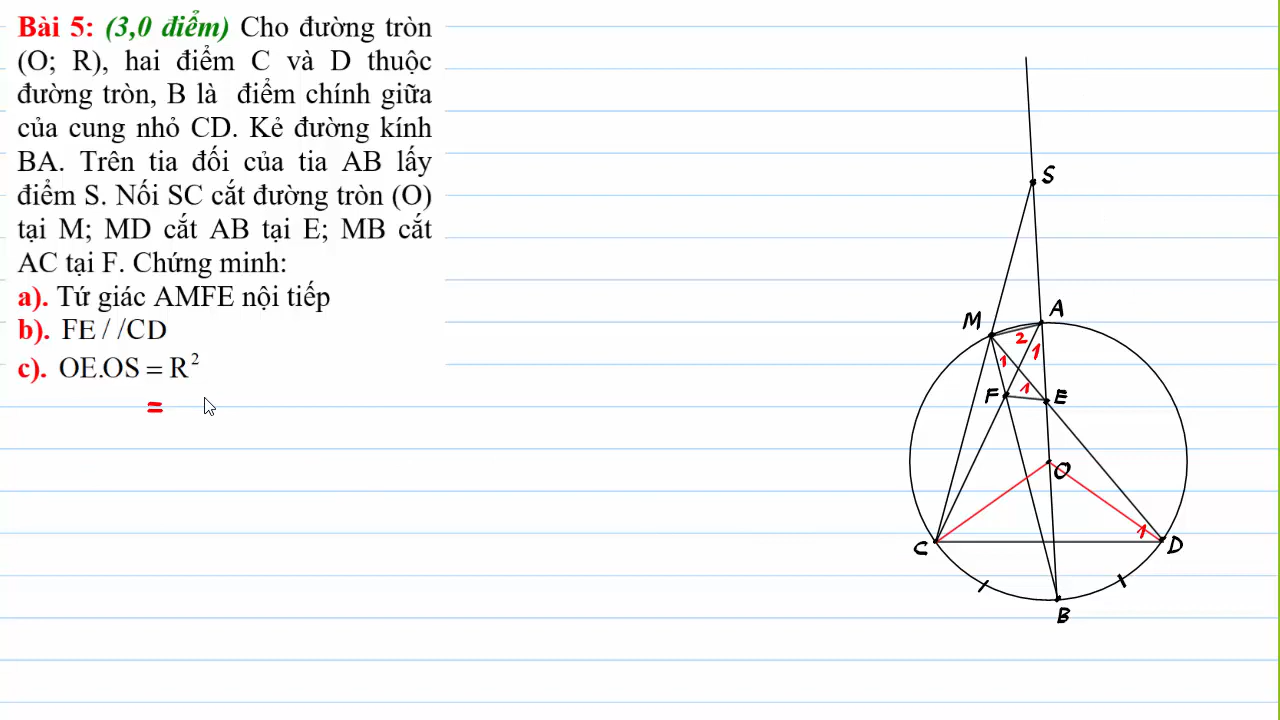 Bài 5: (3,0 điểm) Cho đường tròn
(O; R), hai điểm C và D thuộc
đường tròn, B là điểm chính giữa
của cung nhỏ CD. Kẻ đường kính
BA. Trên tia đối của tia AB lấy
điểm S. Nối SC cắt đường tròn (O)
tại M; MD cắt AB tại E; MB cắt
AC tại F. Chứng minh:
a). Tứ giác AMFE nội tiếp
b). FE / /CD
c). OE.OS = R²
=
S
M A
2 1
1
F 1 E
O
C 1 D
B